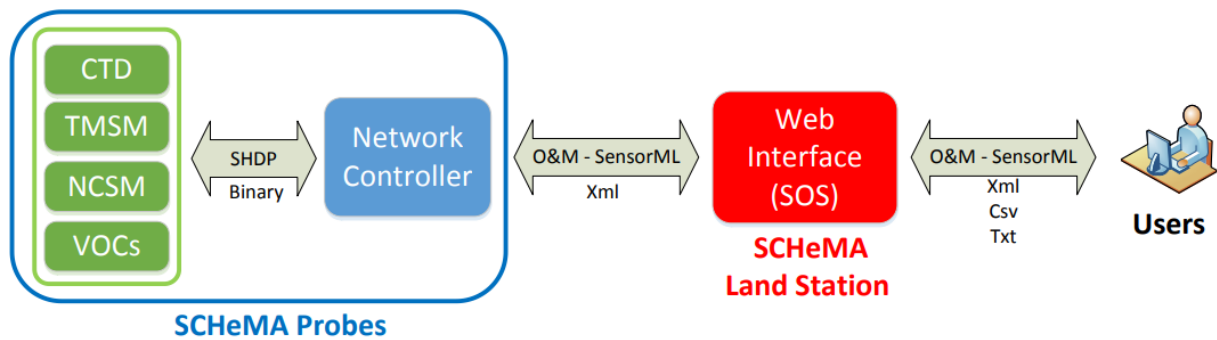 CTD
TMSM
NCSM
VOCs
SHDP
Binary
Network
Controller
SCHeMA Probes
O&M - SensorML
Xml
Web
Interface
(SOS)
SCHeMA
Land Station
O&M - SensorML
Xml
Csv
Txt
Users